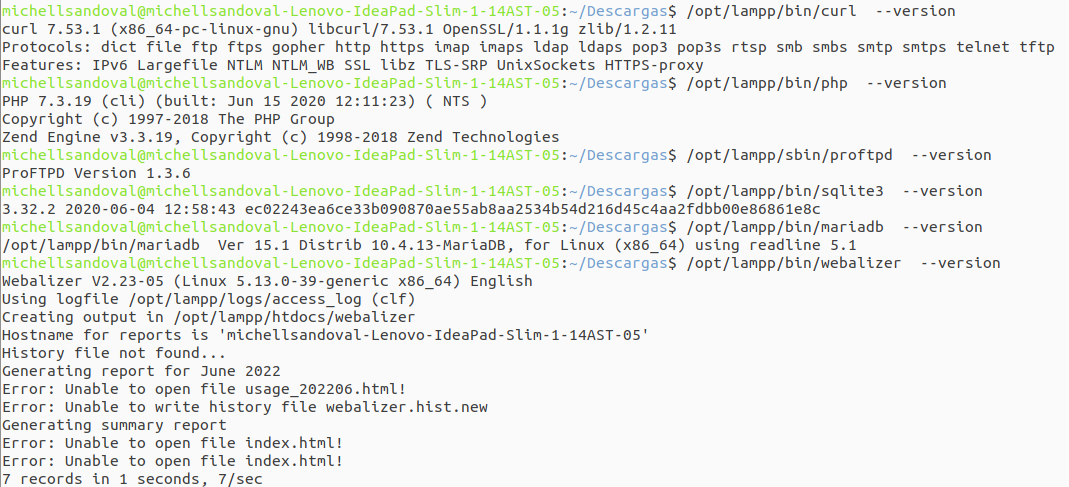 michellsandoval@michellsandoval-Lenovo-IdeaPad-Slim-1-14AST-05:~/Descargas$ /opt/lampp/bin/curl  --version
curl 7.53.1 (x86_64-pc-linux-gnu) libcurl/7.53.1 OpenSSL/1.1.1g zlib/1.2.11
Protocols: dict file ftp ftps gopher http https imap imaps ldap ldaps pop3 pop3s rtsp smb smbs smtp smtps telnet tftp
Features: IPv6 Largefile NTLM NTLM_WB SSL libz TLS-SRP UnixSockets HTTPS-proxy
michellsandoval@michellsandoval-Lenovo-IdeaPad-Slim-1-14AST-05:~/Descargas$ /opt/lampp/bin/php  --version
PHP 7.3.19 (cli) (built: Jun 15 2020 12:11:23) ( NTS )
Copyright (c) 1997-2018 The PHP Group
Zend Engine v3.3.19, Copyright (c) 1998-2018 Zend Technologies
michellsandoval@michellsandoval-Lenovo-IdeaPad-Slim-1-14AST-05:~/Descargas$ /opt/lampp/sbin/proftpd  --version
ProFTPD Version 1.3.6
michellsandoval@michellsandoval-Lenovo-IdeaPad-Slim-1-14AST-05:~/Descargas$ /opt/lampp/bin/sqlite3  --version
3.32.2 2020-06-04 12:58:43 ec02243ea6ce33b090870ae55ab8aa2534b54d216d45c4aa2fdbb00e86861e8c
michellsandoval@michellsandoval-Lenovo-IdeaPad-Slim-1-14AST-05:~/Descargas$ /opt/lampp/bin/mariadb  --version
/opt/lampp/bin/mariadb  Ver 15.1 Distrib 10.4.13-MariaDB, for Linux (x86_64) using readline 5.1
michellsandoval@michellsandoval-Lenovo-IdeaPad-Slim-1-14AST-05:~/Descargas$ /opt/lampp/bin/webalizer  --version
Webalizer V2.23-05 (Linux 5.13.0-39-generic x86_64) English
Using logfile /opt/lampp/logs/access_log (clf)
Creating output in /opt/lampp/htdocs/webalizer
Hostname for reports is 'michellsandoval-Lenovo-IdeaPad-Slim-1-14AST-05'
History file not found...
Generating report for June 2022
Error: Unable to open file usage_202206.html!
Error: Unable to write history file webalizer.hist.new
Generating summary report
Error: Unable to open file index.html!
Error: Unable to open file index.html!
7 records in 1 seconds, 7/sec